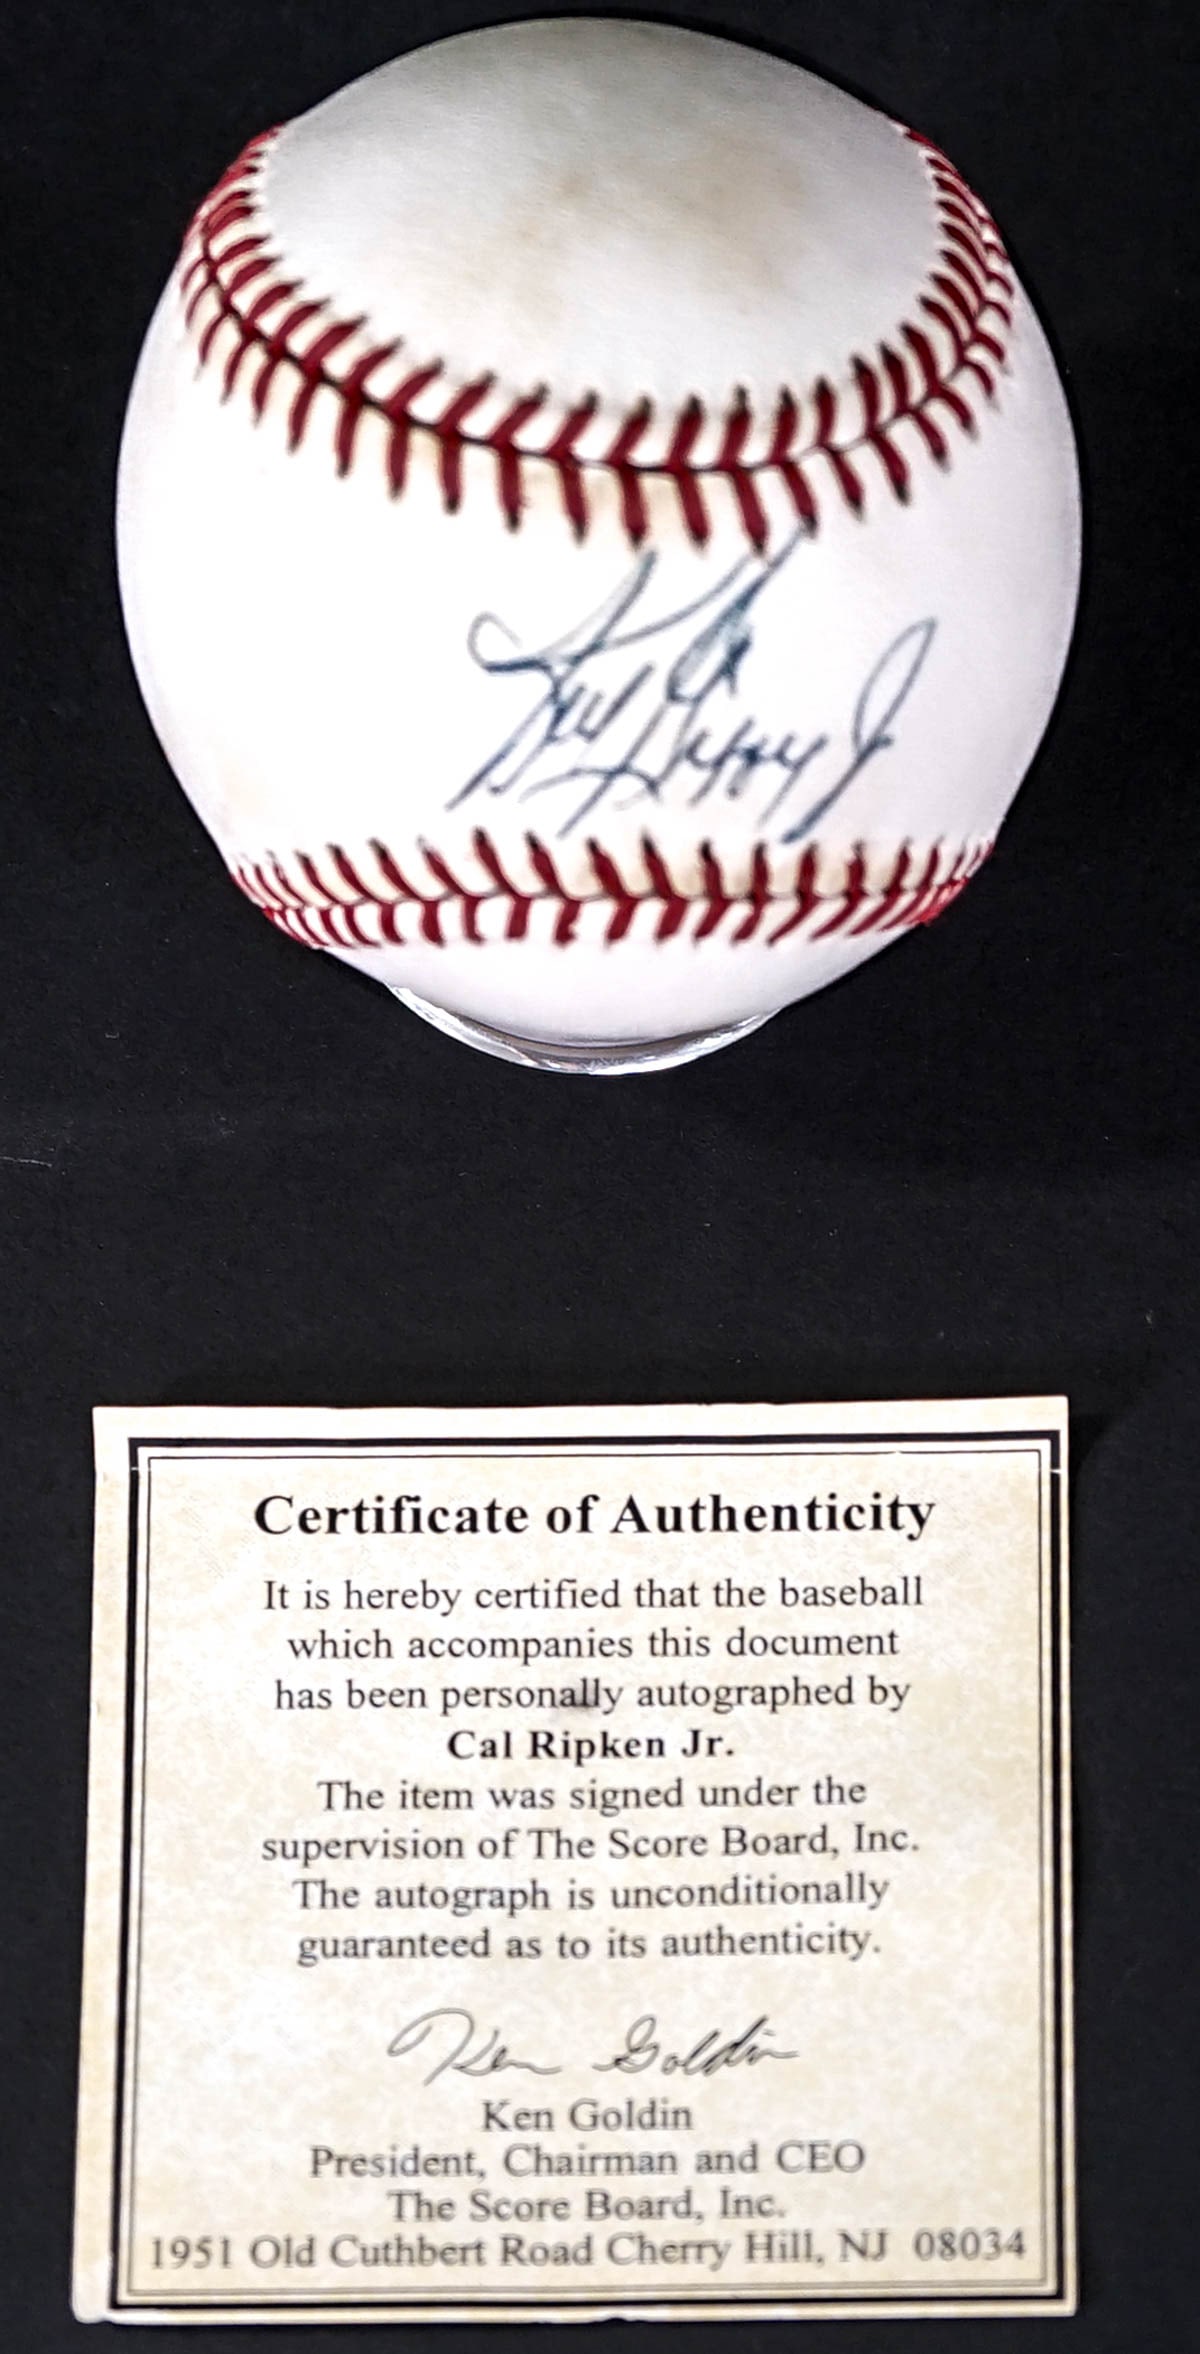 Ken Griffey Jr
Certificate of Authenticity
It is hereby certified that the baseball
which accompanies this document
has been personally autographed by
Cal Ripken Jr.
The item was signed under the
supervision of The Score Board, Inc.
The autograph is unconditionally
guaranteed as to its authenticity.
Ken Goldin
Ken Goldin
President, Chairman and CEO
The Score Board, Inc.
1951 Old Cuthbert Road Cherry Hill, NJ 08034